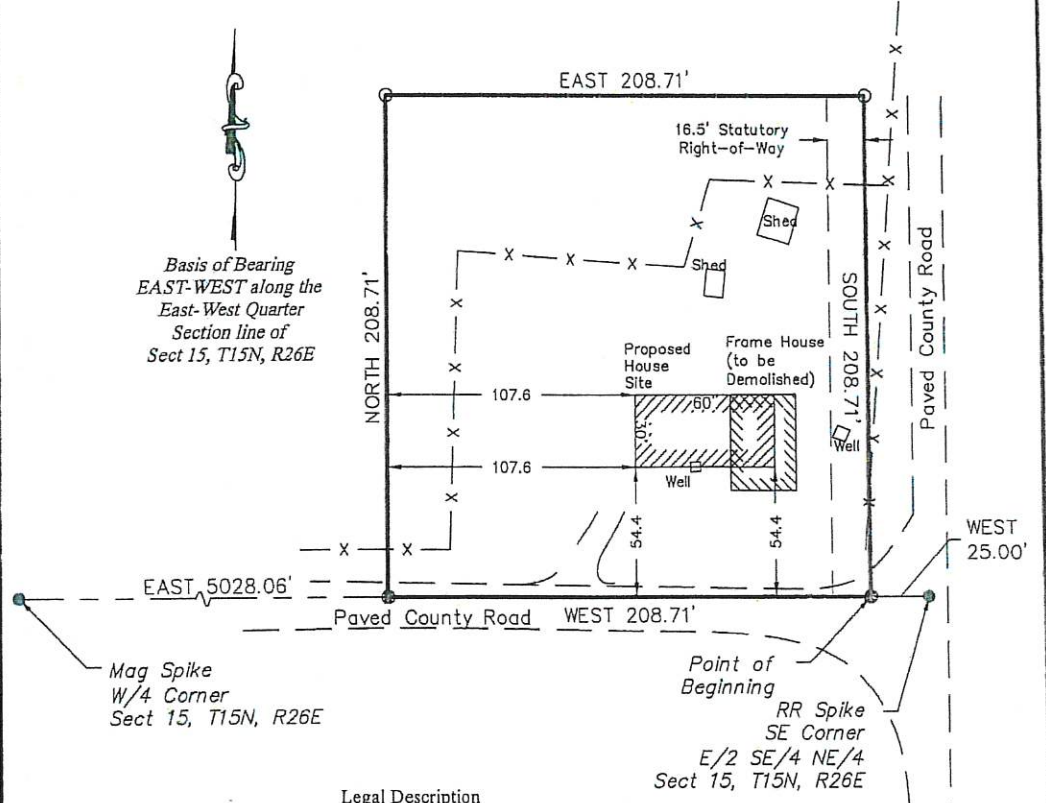 EAST 208.71'
16.5' Statutory
Right-of-Way
Shed
Shed
Basis of Bearing
EAST-WEST along the
East-West Quarter
Section line of
Sect 15, T15N, R26E
NORTH 208.71'
SOUTH 208.71'
Paved County Road
Proposed
House
Site
Frame House
(to be
Demolished)
107.6
60'
30'
Well
107.6
Well
54.4
54.4
WEST
25.00'
EAST 5028.06'
Paved County Road
WEST 208.71'
Mag Spike
W/4 Corner
Sect 15, T15N, R26E
Point of
Beginning
RR Spike
SE Corner
E/2 SE/4 NE/4
Sect 15, T15N, R26E
Legal Description